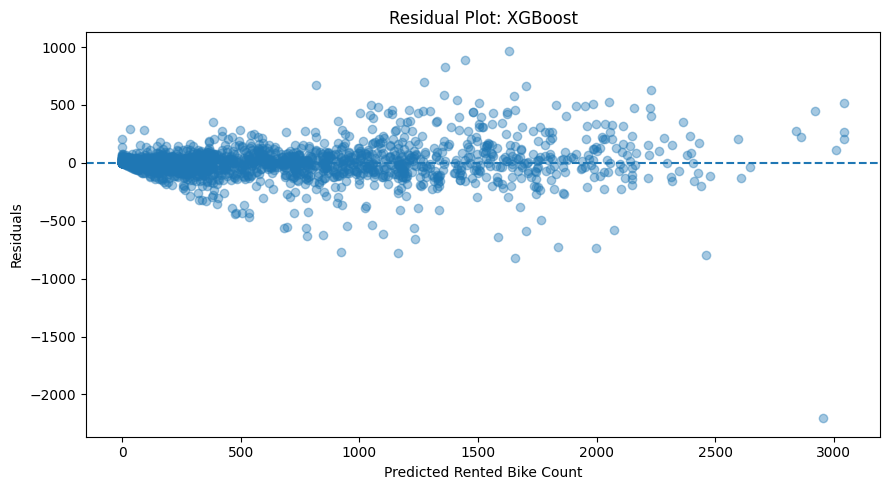 Residual Plot: XGBoost
1000
500
0
−500
−1000
−1500
−2000
Residuals
0 500 1000 1500 2000 2500 3000
Predicted Rented Bike Count